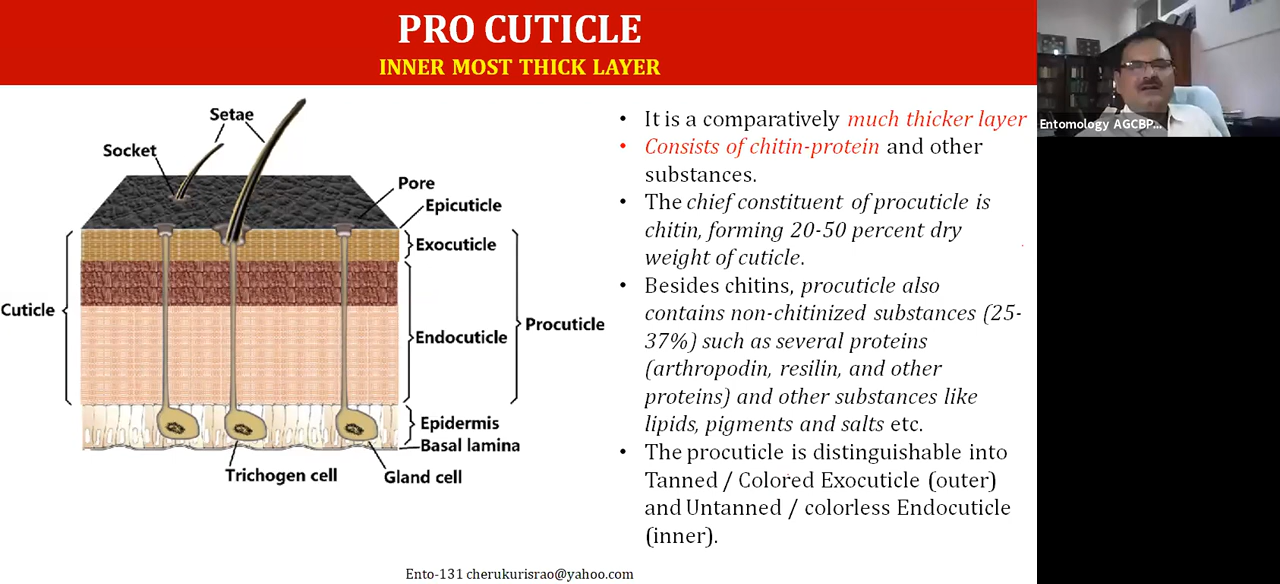 PRO CUTICLE
INNER MOST THICK LAYER
Setae
Socket
Pore
Epicuticle
Exocuticle
Cuticle
Procuticle
Endocuticle
Epidermis
Basal lamina
Trichogen cell
Gland cell
• It is a comparatively much thicker layer
• Consists of chitin-protein and other
substances.
• The chief constituent of procuticle is
chitin, forming 20-50 percent dry
weight of cuticle.
• Besides chitins, procuticle also
contains non-chitinized substances (25-
37%) such as several proteins
(arthropodin, resilin, and other
proteins) and other substances like
lipids, pigments and salts etc.
• The procuticle is distinguishable into
Tanned / Colored Exocuticle (outer)
and Untanned / colorless Endocuticle
(inner).
Ento-131 cherukurisrao@yahoo.com
Entomology AGCBP...